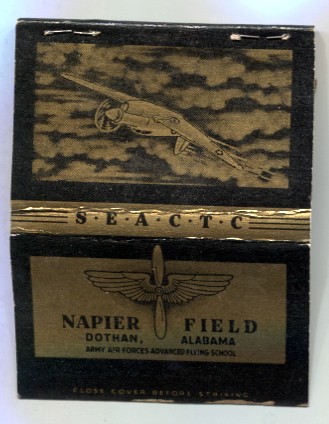 S·E·A·C·T·C
NAPIER FIELD
DOTHAN, ALABAMA
ARMY AIR FORCES ADVANCED FLYING SCHOOL
CLOSE COVER BEFORE STRIKING